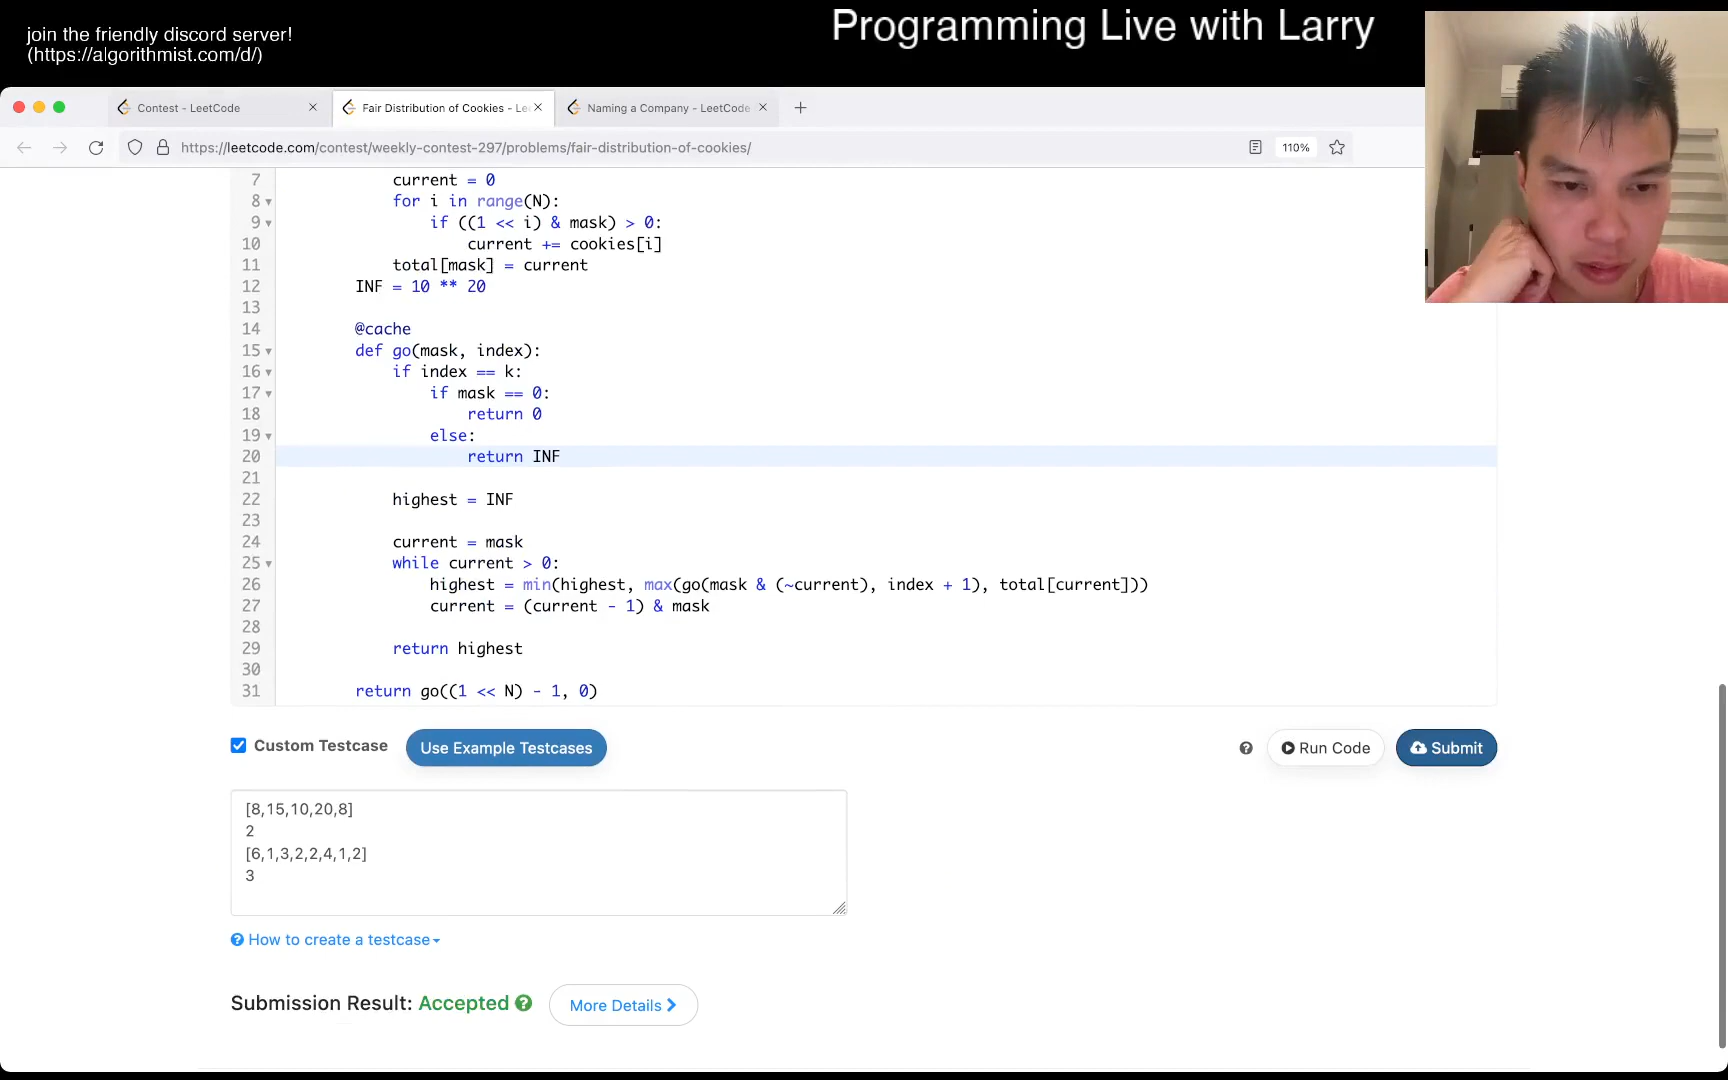 join the friendly discord server!
(https://algorithmist.com/d/)
Programming Live with Larry
Contest - LeetCode
Fair Distribution of Cookies - Le
Naming a Company - LeetCode
https://leetcode.com/contest/weekly-contest-297/problems/fair-distribution-of-cookies/
110%
7 current = 0
8 for i in range(N):
9 if ((1 << i) & mask) > 0:
10 current += cookies[i]
11 total[mask] = current
12 INF = 10 ** 20
13
14 @cache
15 def go(mask, index):
16 if index == k:
17 if mask == 0:
18 return 0
19 else:
20 return INF
21
22 highest = INF
23
24 current = mask
25 while current > 0:
26 highest = min(highest, max(go(mask & (~current), index + 1), total[current]))
27 current = (current - 1) & mask
28
29 return highest
30
31 return go((1 << N) - 1, 0)
Custom Testcase
Use Example Testcases
Run Code
Submit
[8,15,10,20,8]
2
[6,1,3,2,2,4,1,2]
3
How to create a testcase
Submission Result: Accepted
More Details